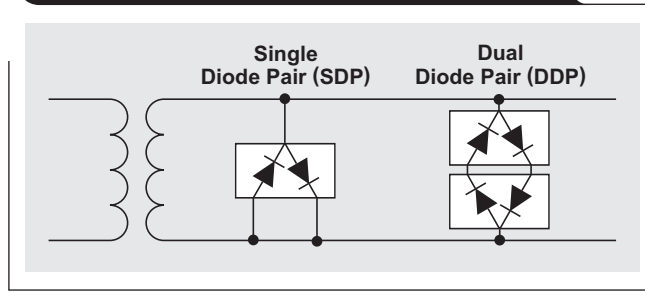 Single
Diode Pair (SDP)
Dual
Diode Pair (DDP)